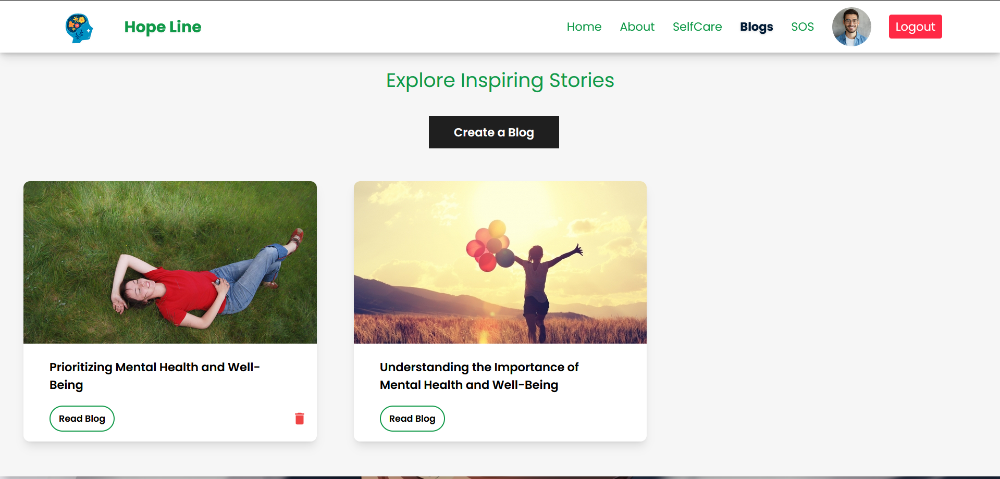 Hope Line
Home
About
SelfCare
Blogs
SOS
Logout
Explore Inspiring Stories
Create a Blog
Prioritizing Mental Health and Well-
Being
Read Blog
Understanding the Importance of
Mental Health and Well-Being
Read Blog